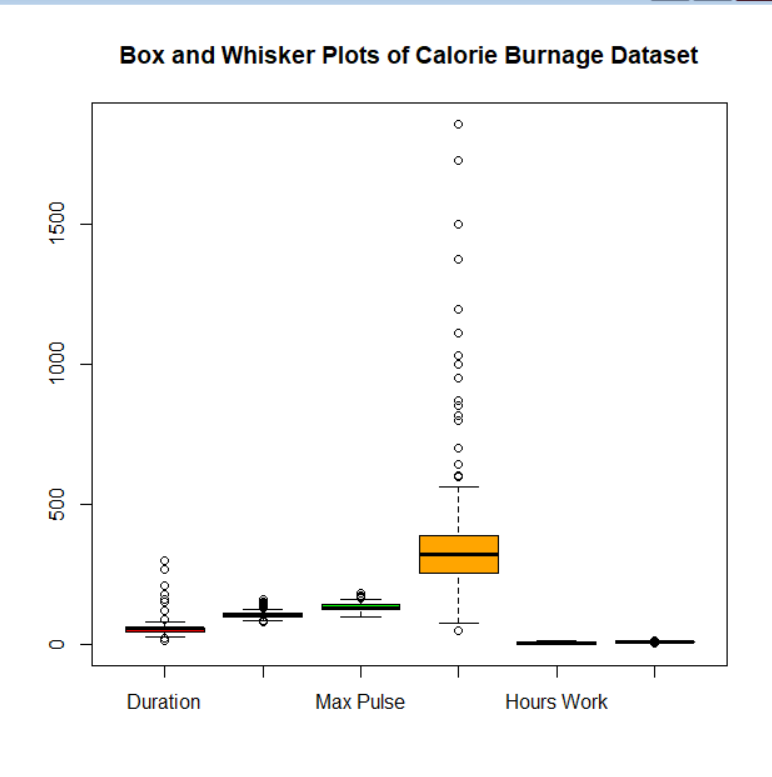 Box and Whisker Plots of Calorie Burnage Dataset
1500
1000
500
0
Duration Max Pulse Hours Work